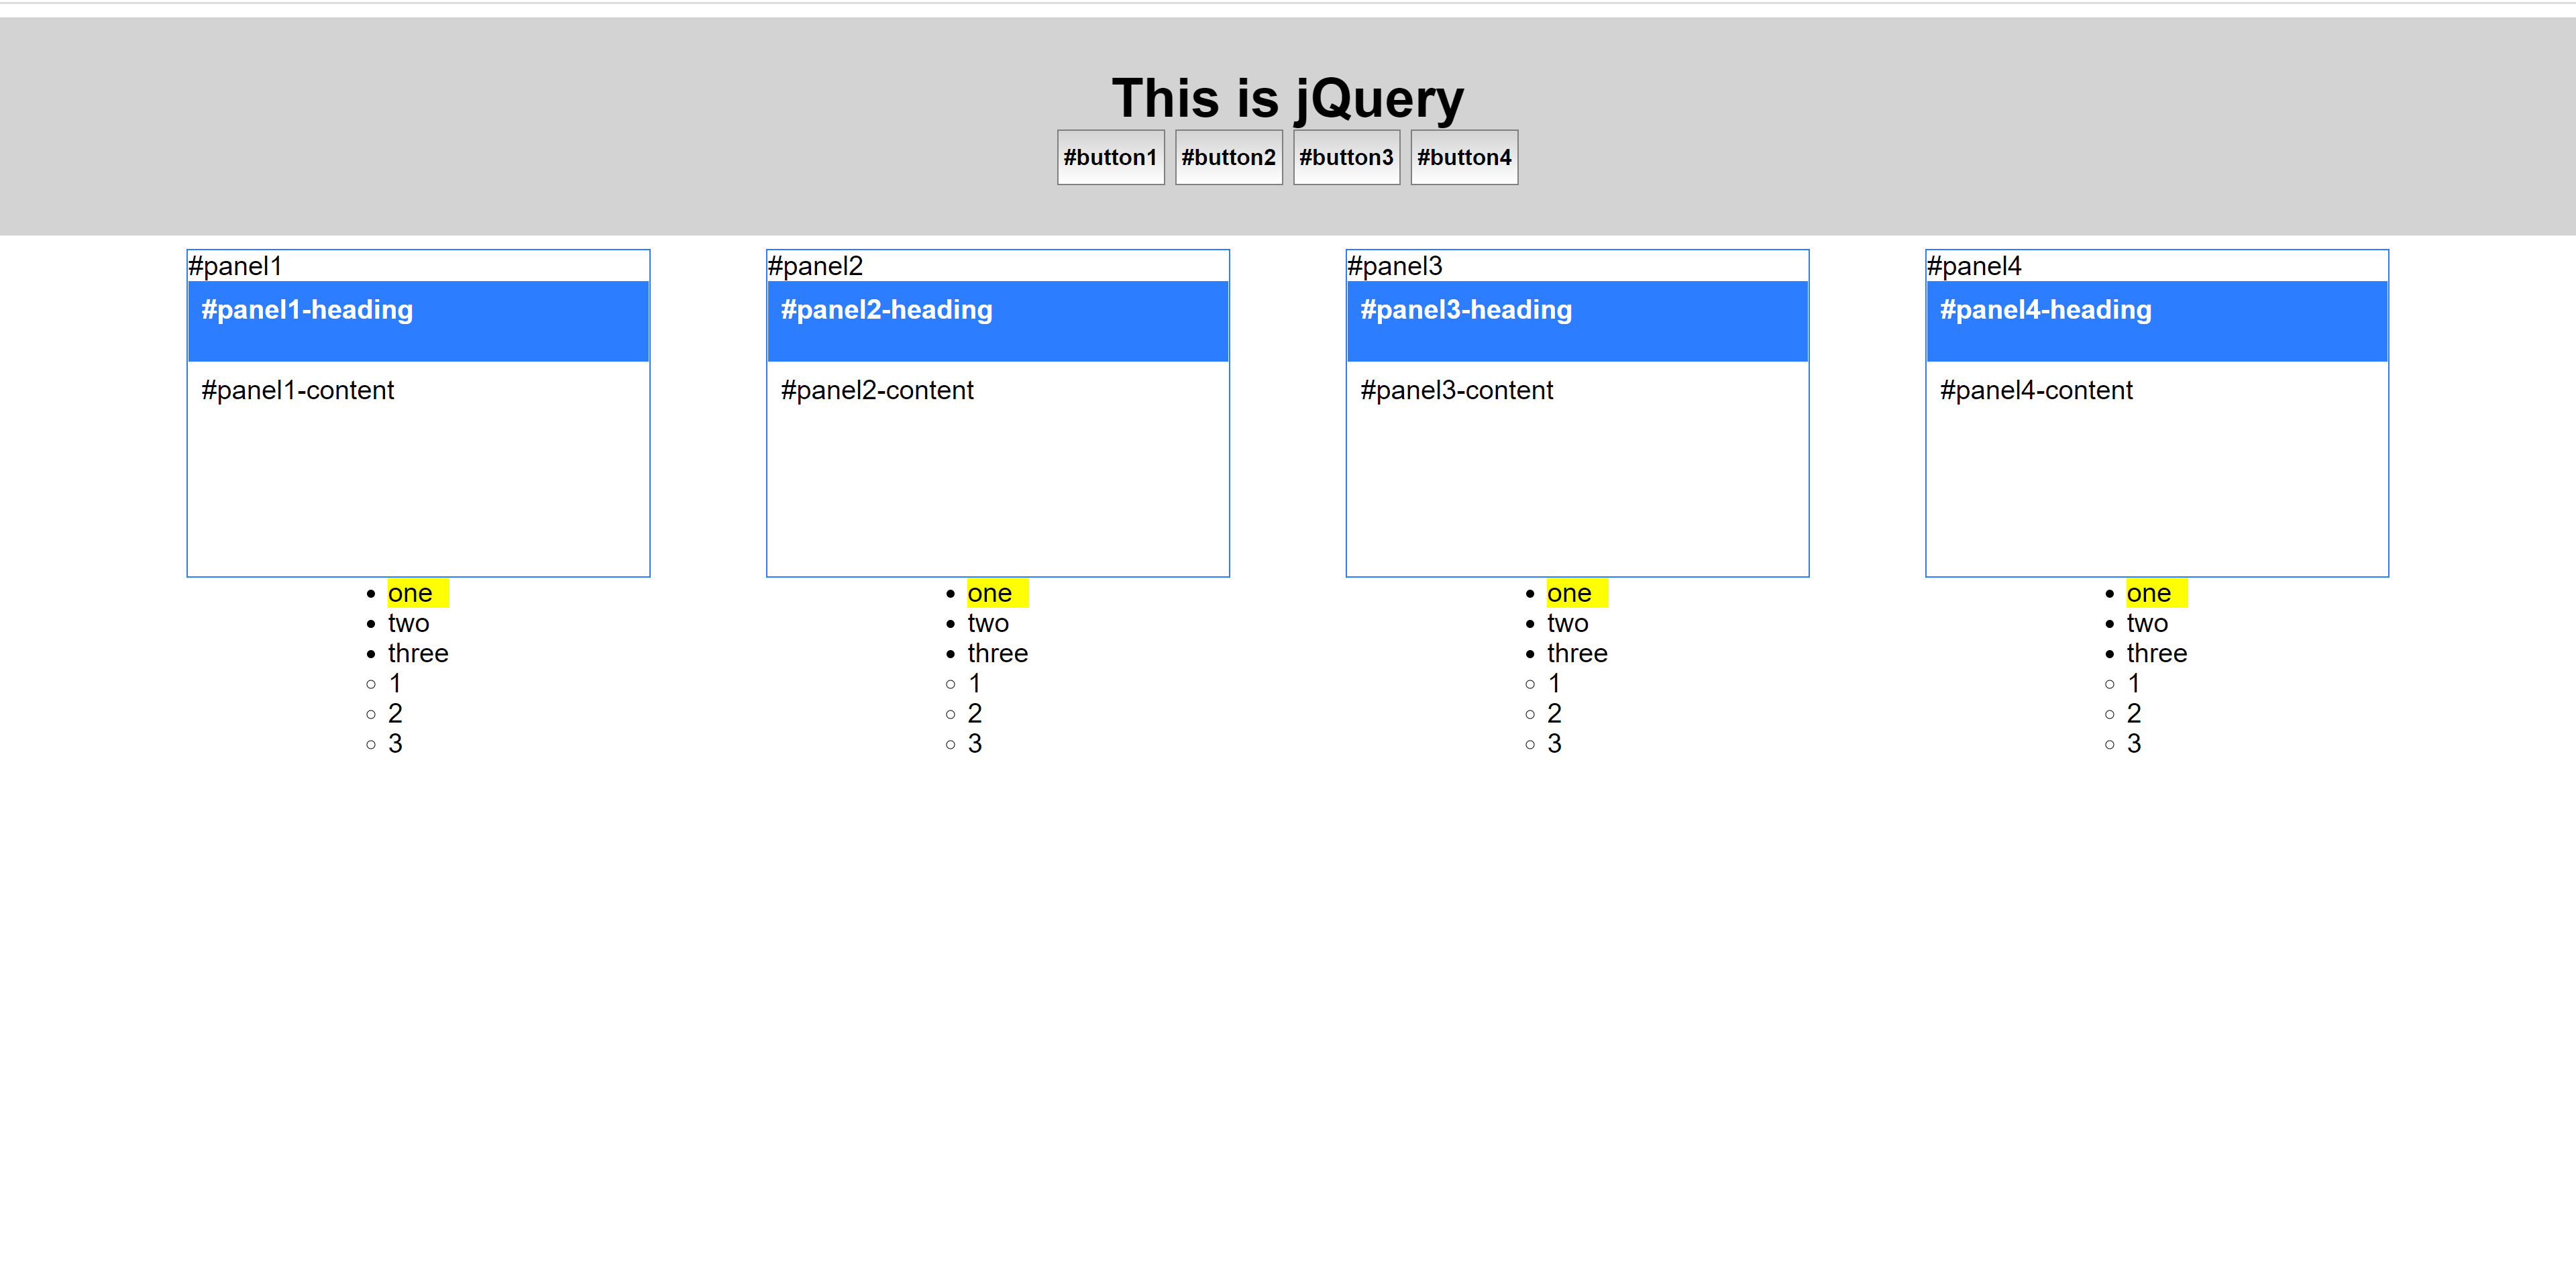 This is jQuery
#button1 #button2 #button3 #button4
#panel1
#panel1-heading
#panel1-content
one
two
three
1
2
3
#panel2
#panel2-heading
#panel2-content
one
two
three
1
2
3
#panel3
#panel3-heading
#panel3-content
one
two
three
1
2
3
#panel4
#panel4-heading
#panel4-content
one
two
three
1
2
3